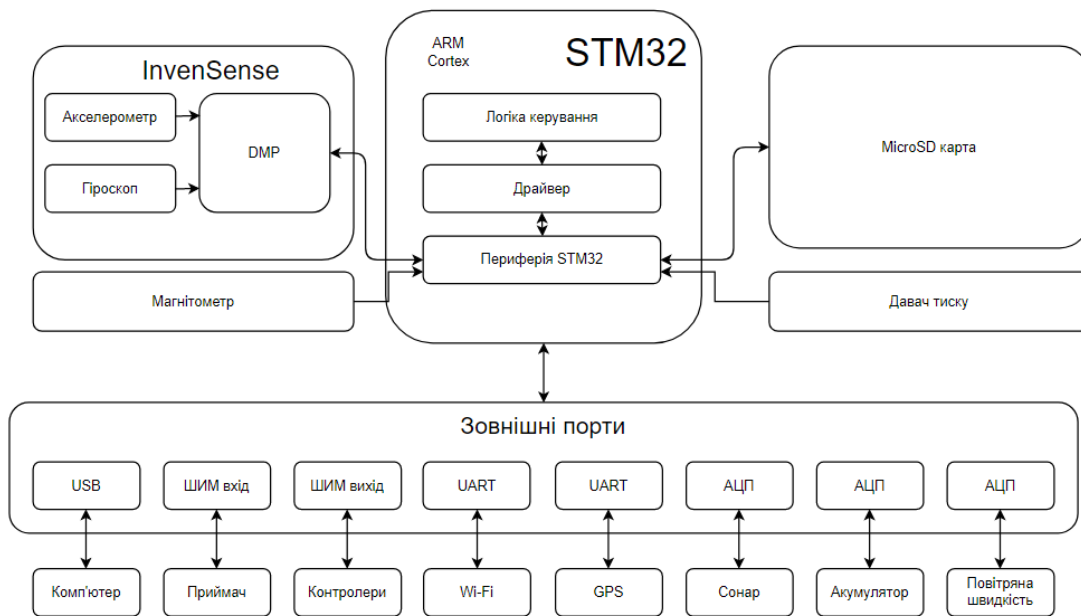 InvenSense
Акселерометр
Гіроскоп
DMP
Магнітометр
ARM
Cortex
STM32
Логіка керування
Драйвер
Периферія STM32
MicroSD карта
Давач тиску
Зовнішні порти
USB
ШИМ вхід
ШИМ вихід
UART
UART
АЦП
АЦП
АЦП
Комп'ютер
Приймач
Контролери
Wi-Fi
GPS
Сонар
Акумулятор
Повітряна
швидкість